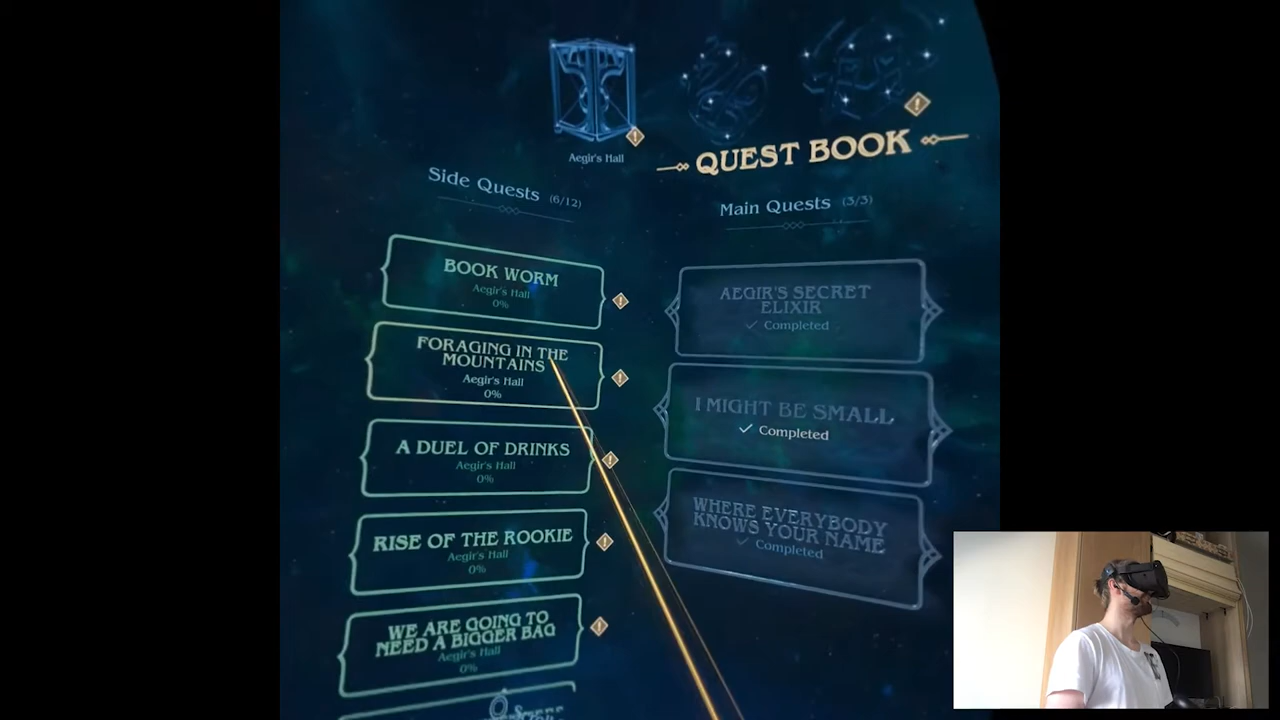 Aegir's Hall
QUEST BOOK
Side Quests (6/12)
BOOK WORM
Aegir's Hall
0%
FORAGING IN THE
MOUNTAINS
Aegir's Hall
0%
A DUEL OF DRINKS
Aegir's Hall
0%
RISE OF THE ROOKIE
Aegir's Hall
0%
WE ARE GOING TO
NEED A BIGGER BAG
Aegir's Hall
0%
Main Quests (3/3)
AEGIR'S SECRET
ELIXIR
Completed
I MIGHT BE SMALL
Completed
WHERE EVERYBODY
KNOWS YOUR NAME
Completed